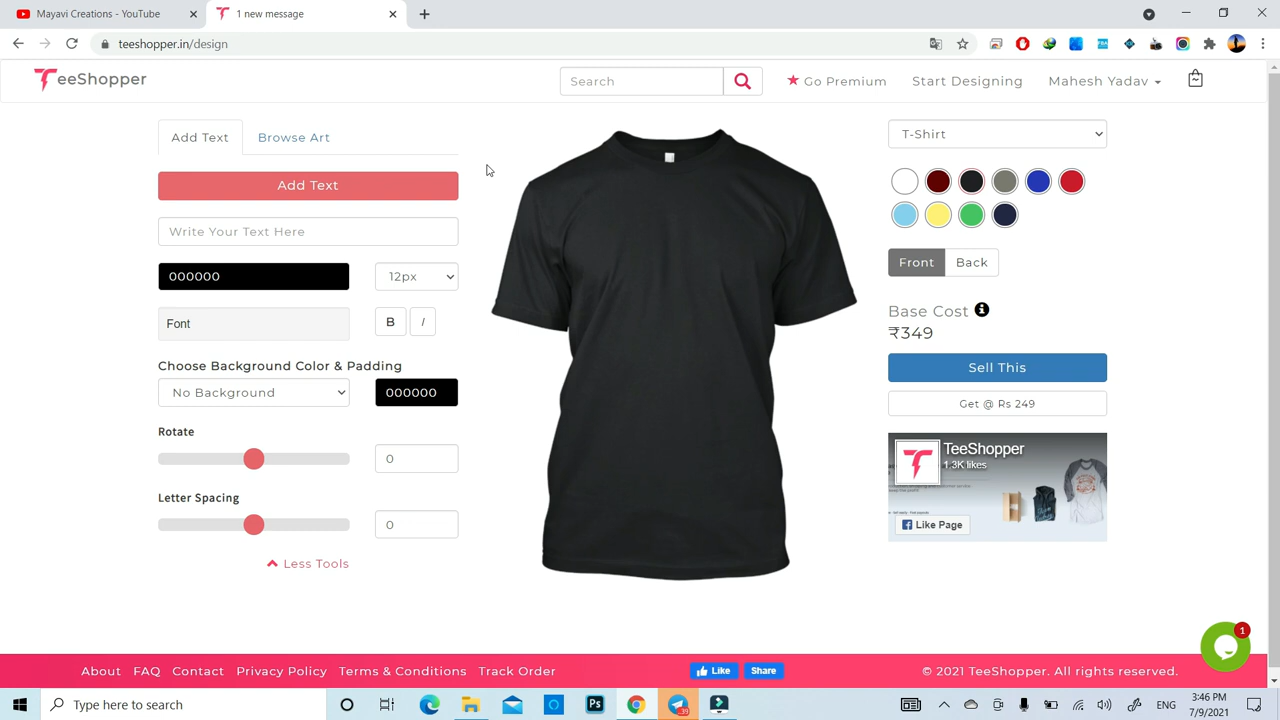 Mayavi Creations - YouTube
1 new message
teeshopper.in/design
TeeShopper
Search
Go Premium
Start Designing
Mahesh Yadav
Add Text
Browse Art
T-Shirt
Add Text
Write Your Text Here
000000
12px
Front
Back
Font
B
I
Base Cost
₹349
Choose Background Color & Padding
Sell This
No Background
000000
Get @ Rs 249
Rotate
TeeShopper
1.3K likes
0
Letter Spacing
0
Like Page
Less Tools
1
About FAQ Contact Privacy Policy Terms & Conditions Track Order
Like
Share
© 2021 TeeShopper. All rights reserved.
Type here to search
Ps
ENG
3:46 PM
7/9/2021